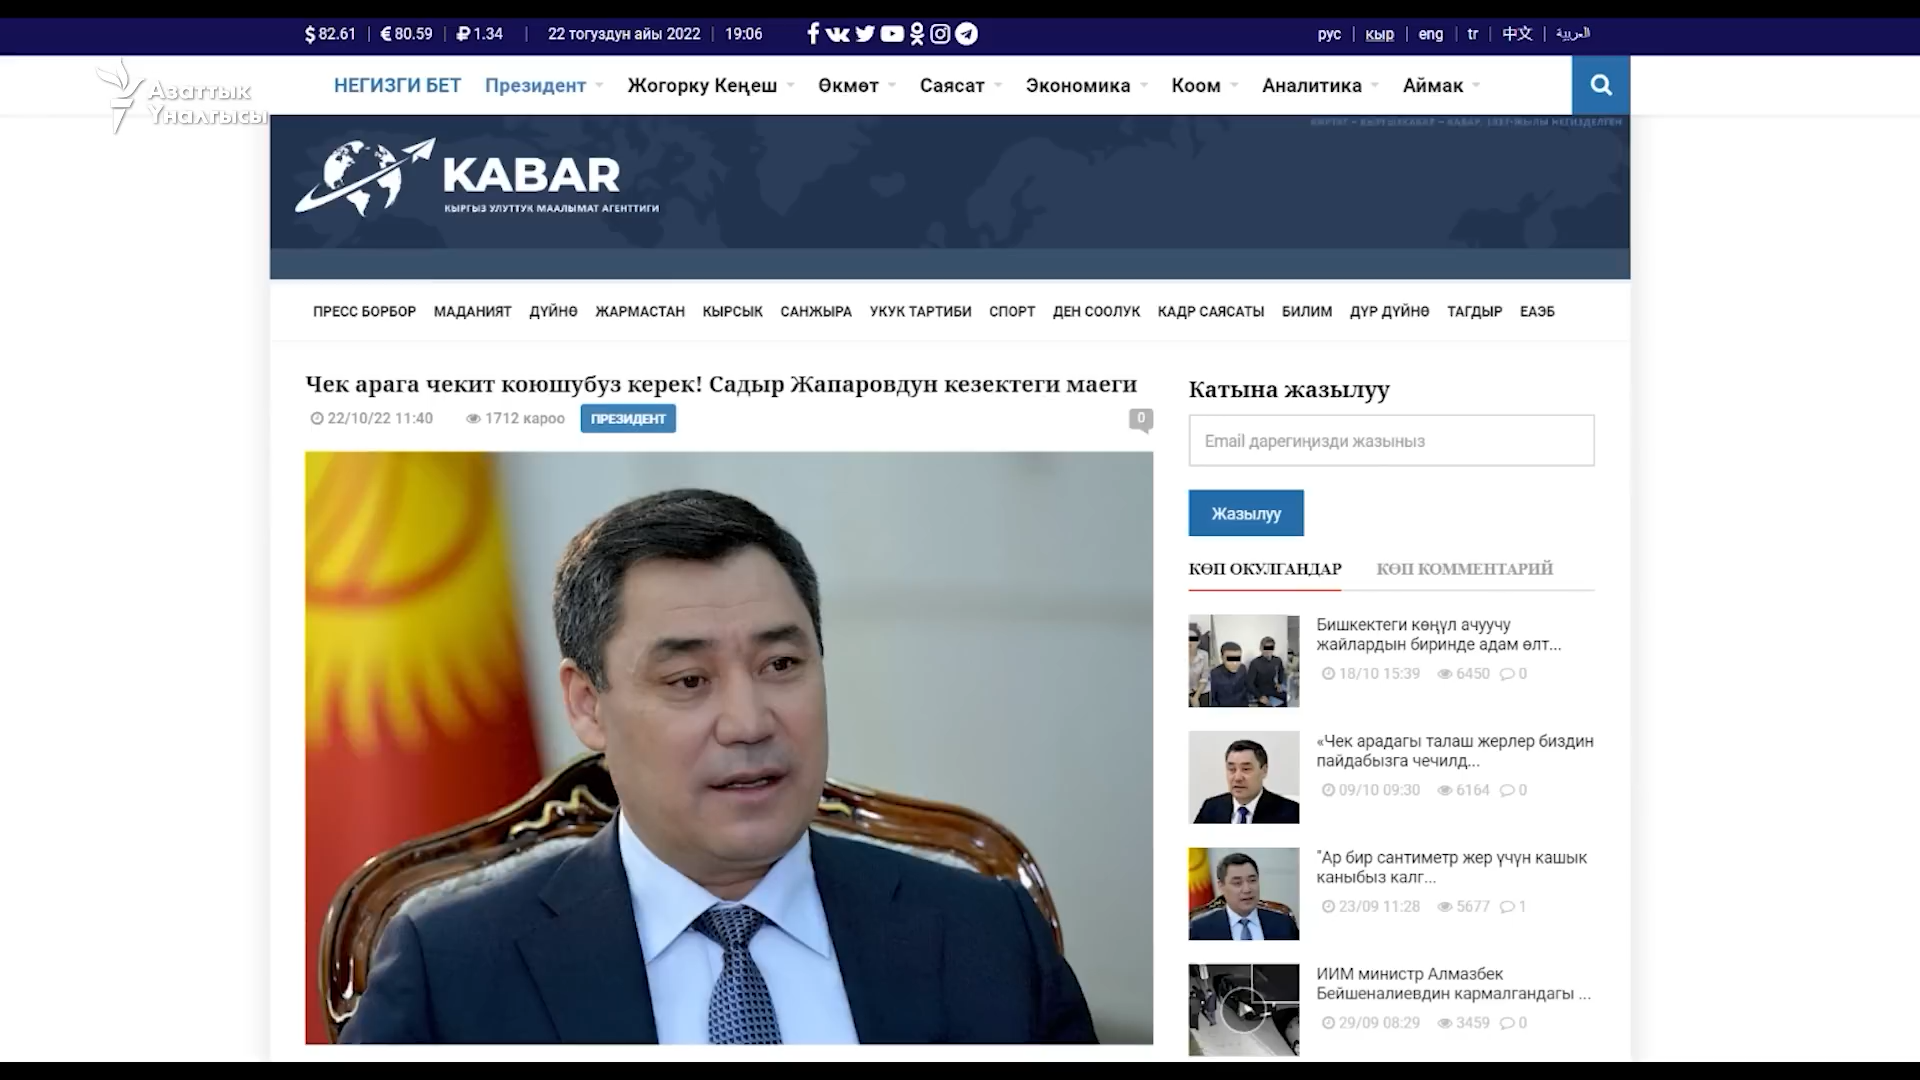 $ 82.61 | € 80.59 | ₽ 1.34 | 22 тогуздун айы 2022 | 19:06
рус | кыр | eng | tr | 中文 | العربية
Азаттык
Үналгысы
НЕГИЗГИ БЕТ Президент Жогорку Кеңеш Өкмөт Саясат Экономика Коом Аналитика Аймак
KABAR
КЫРГЫЗ УЛУТТУК МААЛЫМАТ АГЕНТТИГИ
ПРЕСС БОРБОР МАДАНИЯТ ДҮЙНӨ ЖАРМАСТАН КЫРСЫК САНЖЫРА УКУК ТАРТИБИ СПОРТ ДЕН СООЛУК КАДР САЯСАТЫ БИЛИМ ДҮР ДҮЙНӨ ТАГДЫР ЕАЭБ
Чек арага чекит коюшубуз керек! Садыр Жапаровдун кезектеги маеги
22/10/22 11:40 1712 кароо ПРЕЗИДЕНТ 0
Катына жазылуу
Email дарегиңизди жазыныз
Жазылуу
КӨП ОКУЛГАНДАР КӨП КОММЕНТАРИЙ
Бишкектеги көңүл ачуучу
жайлардын биринде адам өлт...
18/10 15:39 6450 0
«Чек арадагы талаш жерлер биздин
пайдабызга чечилд...
09/10 09:30 6164 0
"Ар бир сантиметр жер үчүн кашык
каныбыз калг...
23/09 11:28 5677 1
ИИМ министр Алмазбек
Бейшеналиевдин кармалгандагы ...
29/09 08:29 3459 0